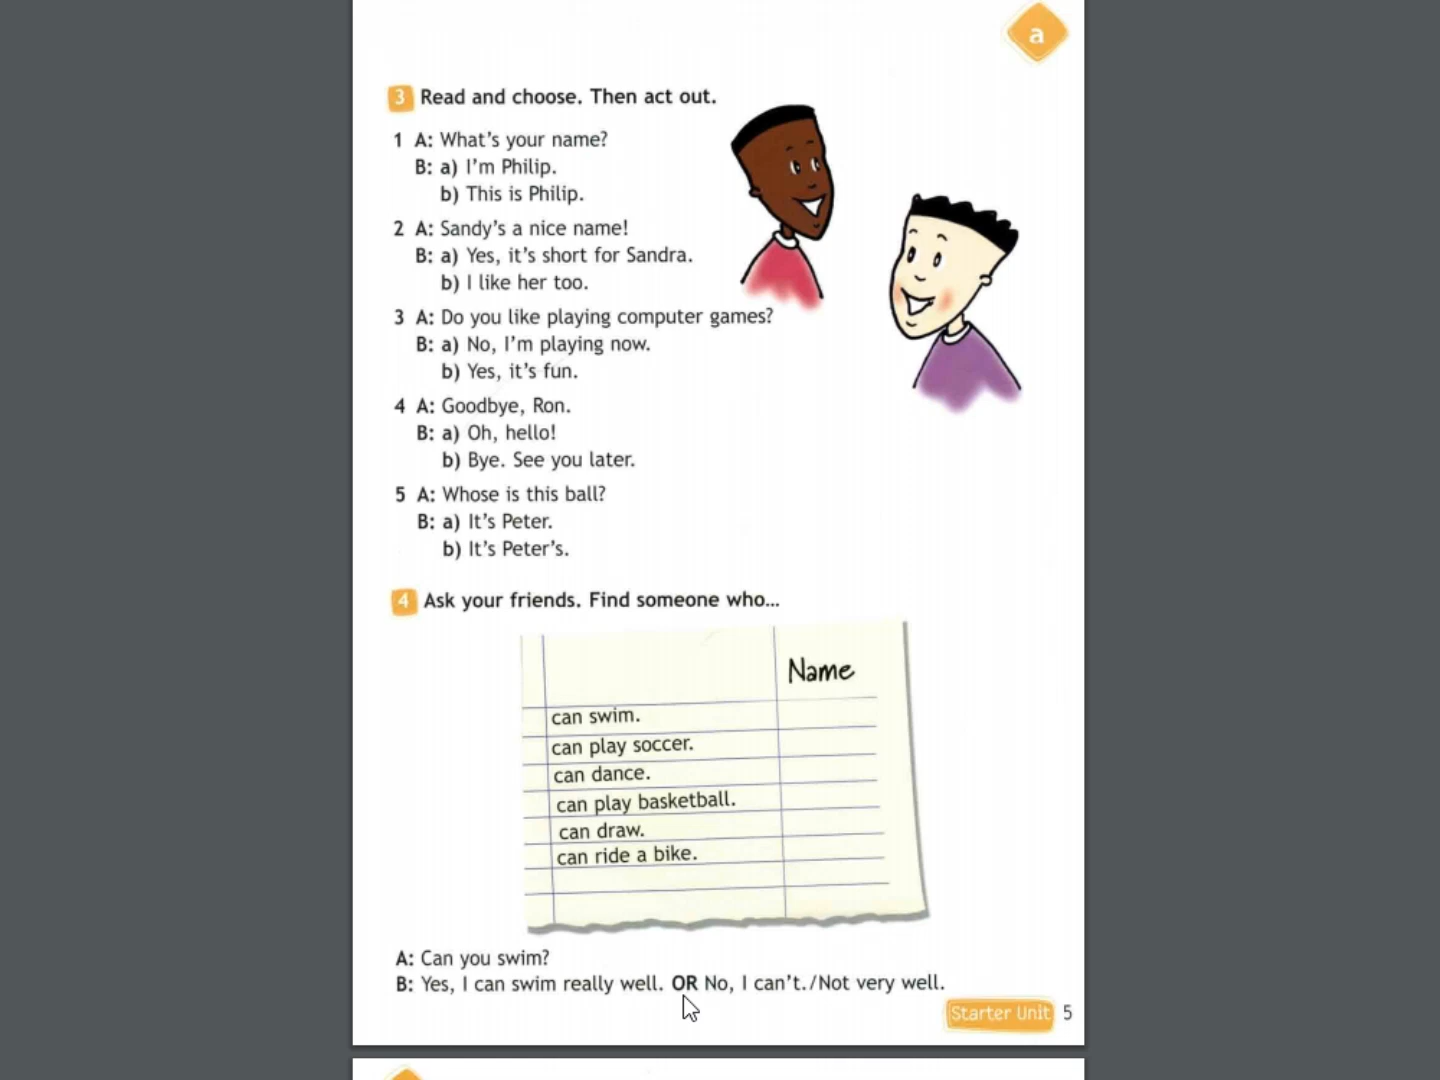 a
3 Read and choose. Then act out.
1 A: What's your name?
B: a) I'm Philip.
b) This is Philip.
2 A: Sandy's a nice name!
B: a) Yes, it's short for Sandra.
b) I like her too.
3 A: Do you like playing computer games?
B: a) No, I'm playing now.
b) Yes, it's fun.
4 A: Goodbye, Ron.
B: a) Oh, hello!
b) Bye. See you later.
5 A: Whose is this ball?
B: a) It's Peter.
b) It's Peter's.
4 Ask your friends. Find someone who...
Name
can swim.
can play soccer.
can dance.
can play basketball.
can draw.
can ride a bike.
A: Can you swim?
B: Yes, I can swim really well. OR No, I can't./Not very well.
Starter Unit 5